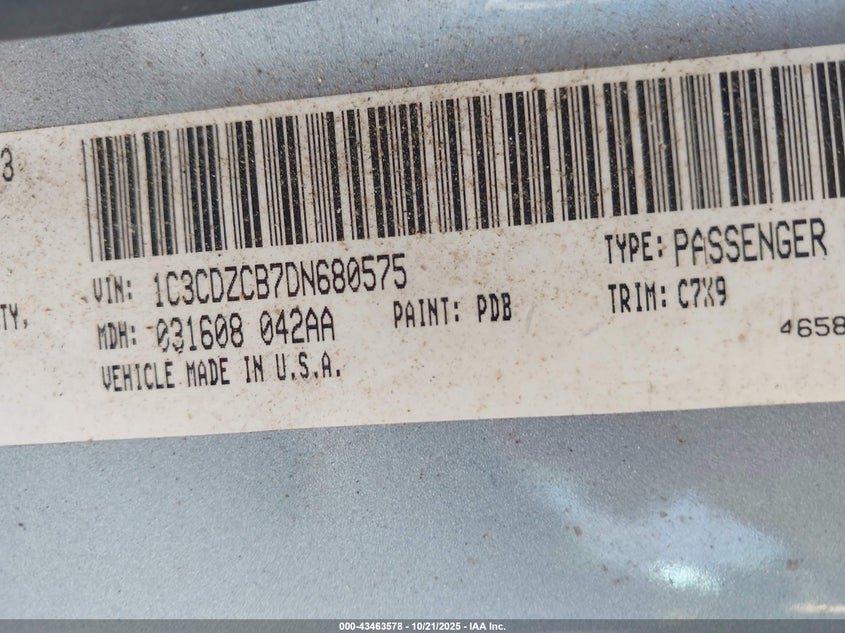 3
VIN: 1C3CDZCB7DN680575 TYPE: PASSENGER
TY, MDH: 031608 042AA PAINT: PDB TRIM: C7X9
VEHICLE MADE IN U.S.A. 4658
000-43463578 - 10/21/2025 - IAA Inc.